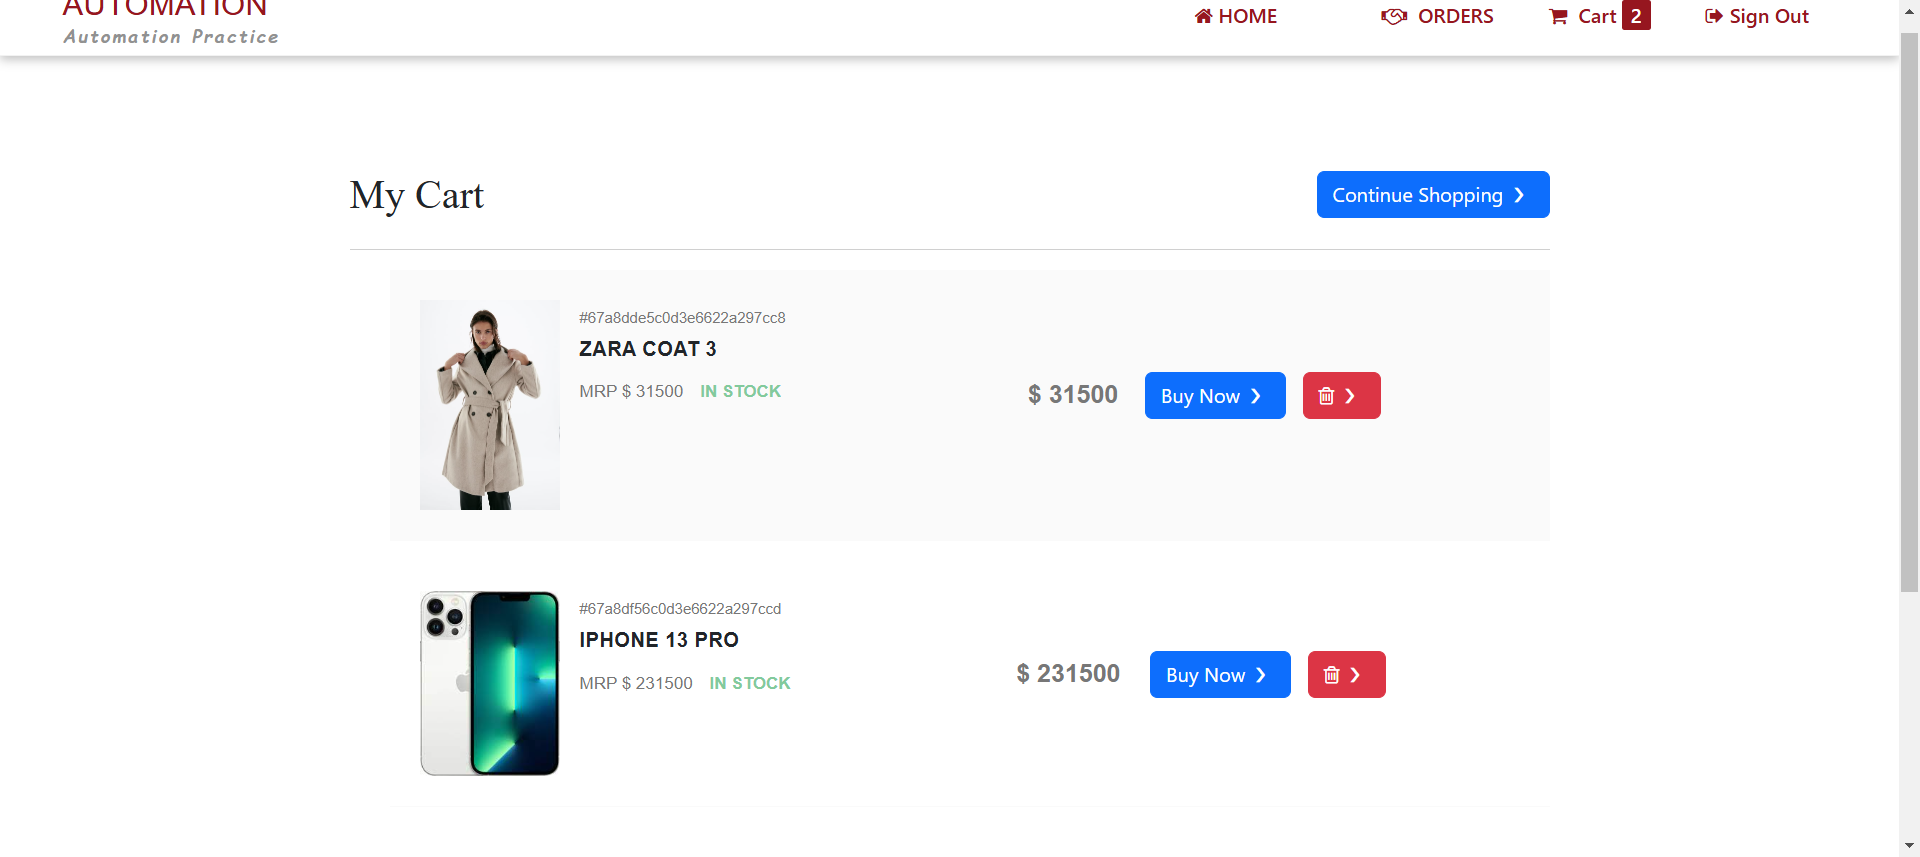 AUTOMATION
Automation Practice
HOME
ORDERS
Cart 2
Sign Out
My Cart
Continue Shopping ❯
#67a8dde5c0d3e6622a297cc8
ZARA COAT 3
MRP $ 31500 IN STOCK
$ 31500
Buy Now ❯
❯
#67a8df56c0d3e6622a297ccd
IPHONE 13 PRO
MRP $ 231500 IN STOCK
$ 231500
Buy Now ❯
❯